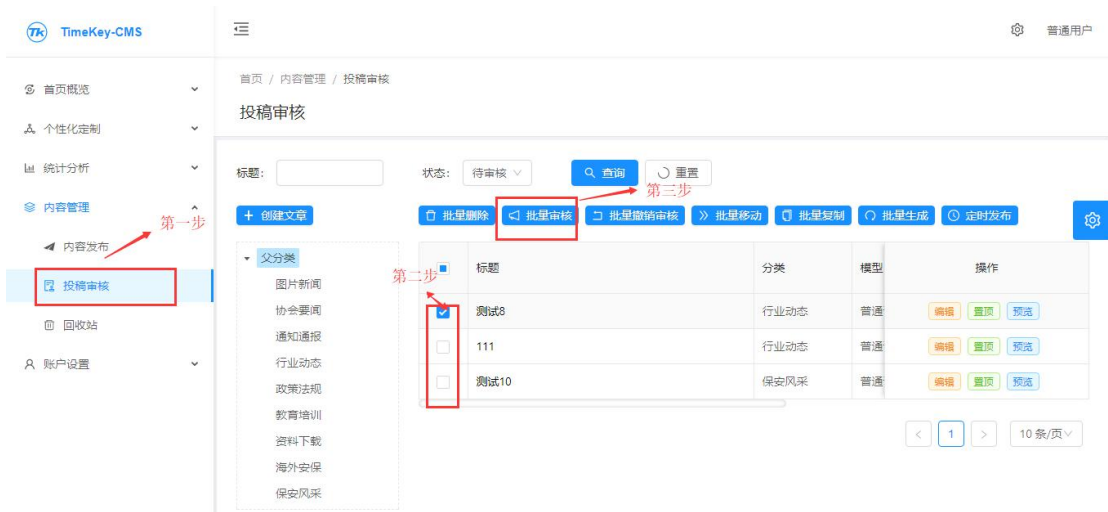 TK TimeKey-CMS
普通用户
首页概览
个性化定制
统计分析
内容管理
第一步
内容发布
投稿审核
回收站
账户设置
首页 / 内容管理 / 投稿审核
投稿审核
标题:
状态: 待审核 查询 重置
第三步
+ 创建文章
批量删除 批量审核 批量撤销审核 批量移动 批量复制 批量生成 定时发布
父分类
图片新闻
协会要闻
通知通报
行业动态
政策法规
教育培训
资料下载
海外安保
保安风采
第二步
标题 分类 模型 操作
测试8 行业动态 普通 编辑 置顶 预览
111 行业动态 普通 编辑 置顶 预览
测试10 保安风采 普通 编辑 置顶 预览
< 1 > 10 条/页